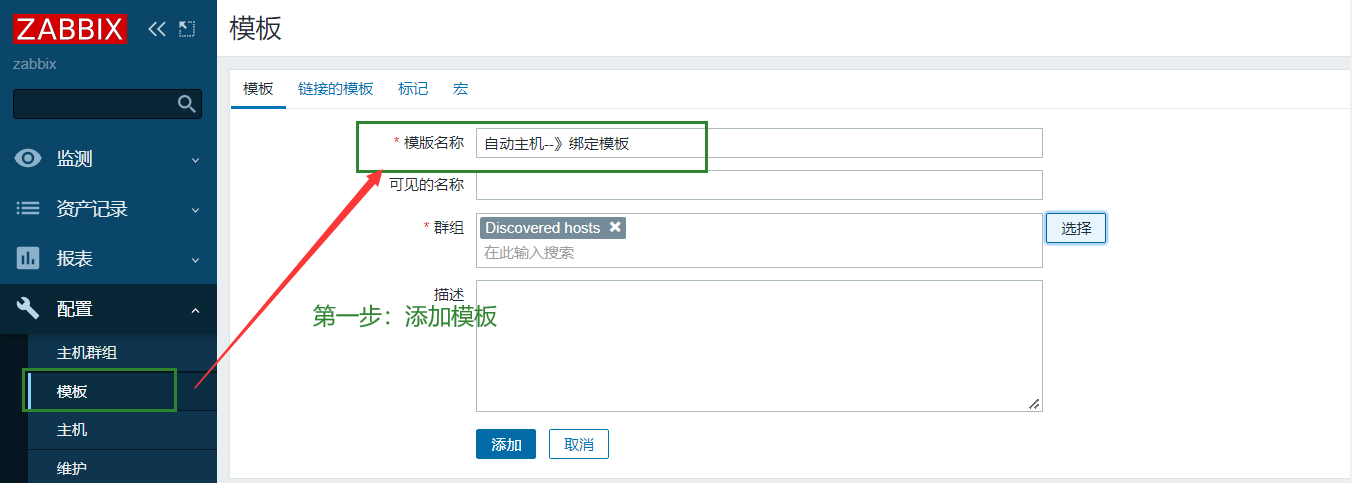 ZABBIX
zabbix
监测
资产记录
报表
配置
主机群组
模板
主机
维护
模板
模板 链接的模板 标记 宏
* 模版名称 自动主机--》绑定模板
可见的名称
* 群组 Discovered hosts 选择
在此输入搜索
描述
第一步：添加模板
添加 取消